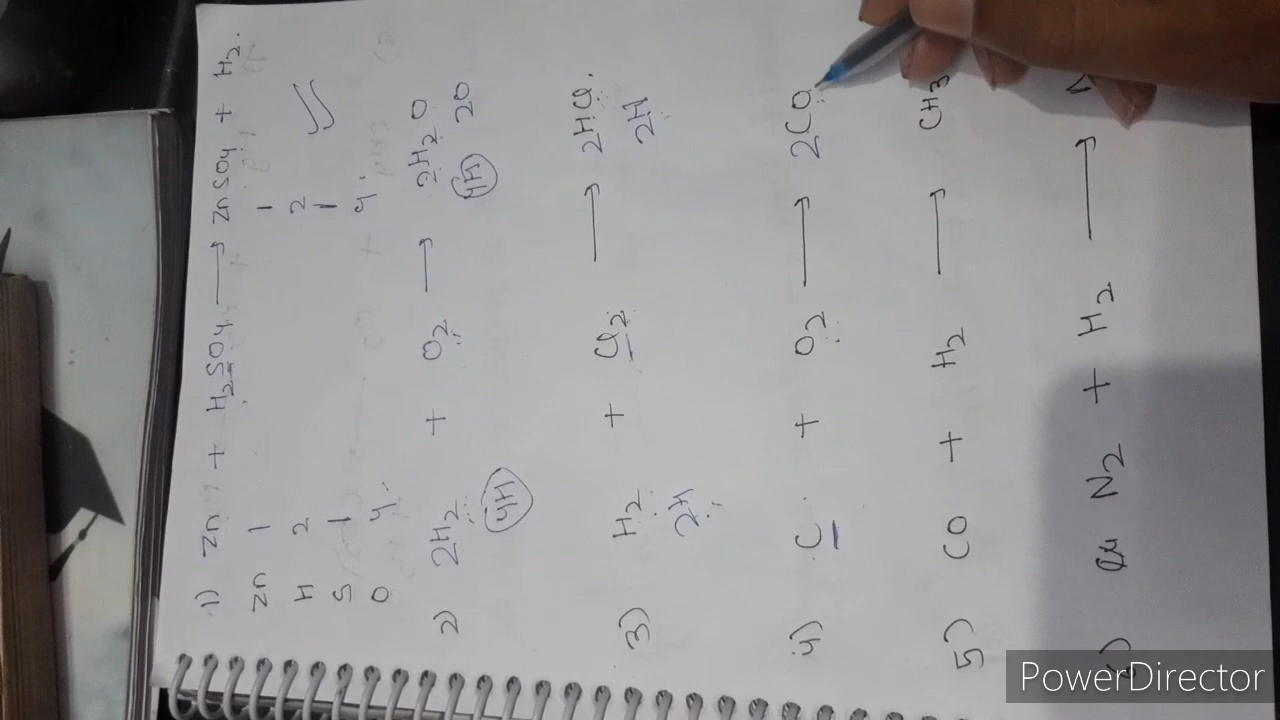 1) Zn + H2SO4 → ZnSO4 + H2.
Zn 1 1
H 2 2
S 1 1
O 4. 4.
2) 2H2 + O2 → 2H2O
4H 4H 2O
3) H2 + Cl2 → 2HCl.
2H 2H
4) C + O2 → 2CO
5) CO + H2 → CH3
N2 + H2 →
PowerDirector